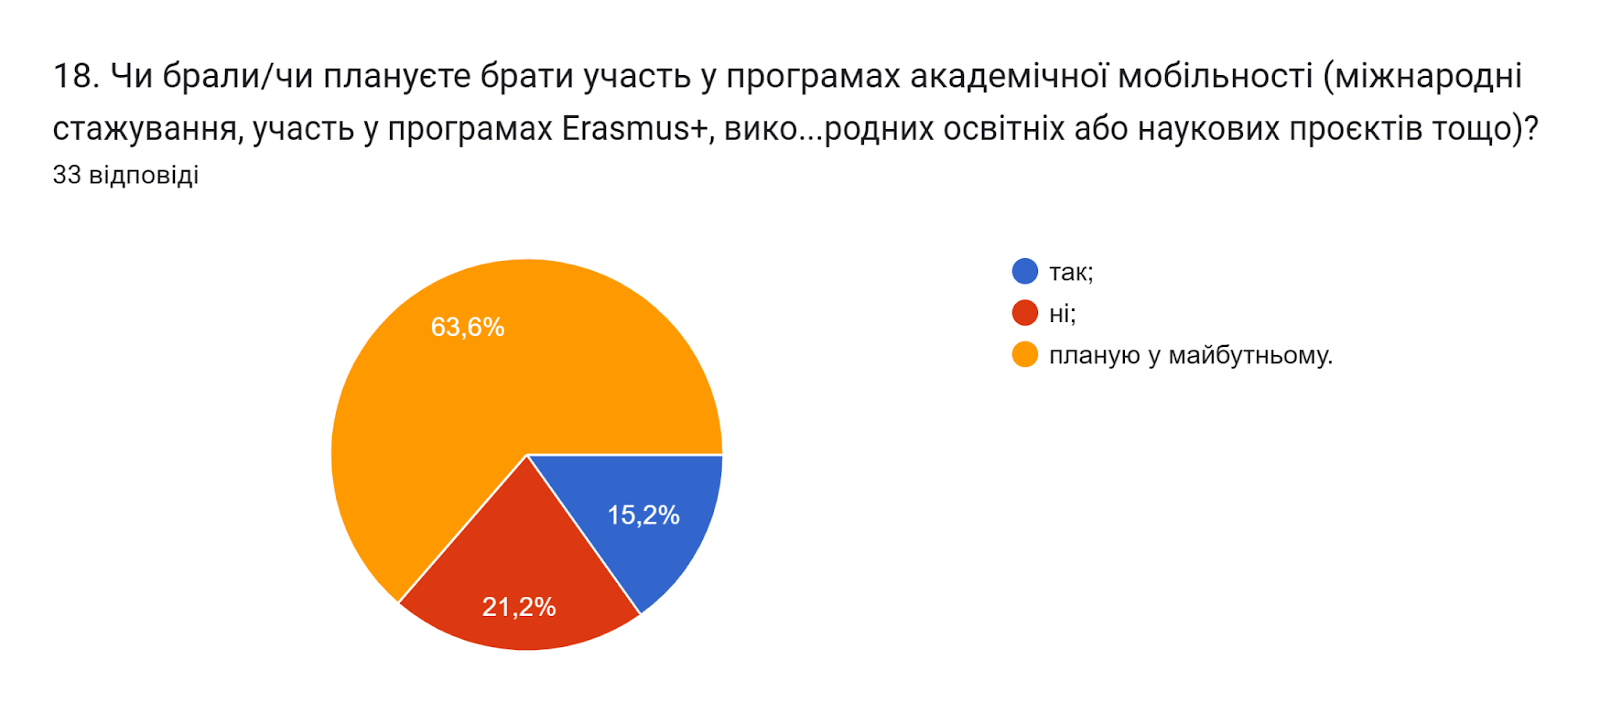 18. Чи брали/чи плануєте брати участь у програмах академічної мобільності (міжнародні
стажування, участь у програмах Erasmus+, вико...родних освітніх або наукових проєктів тощо)?
33 відповіді
так;
ні;
планую у майбутньому.
63,6%
15,2%
21,2%